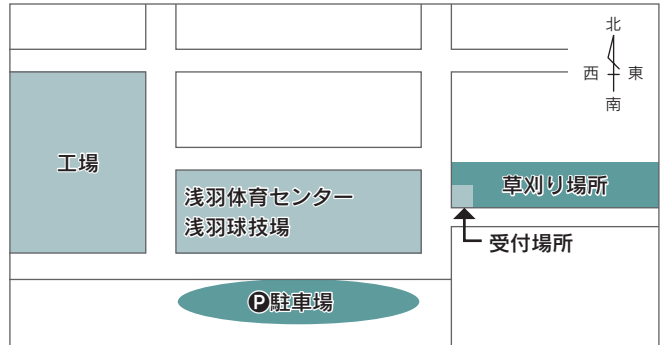 北
西 東
南
工場
浅羽体育センター
浅羽球技場
草刈り場所
受付場所
P駐車場